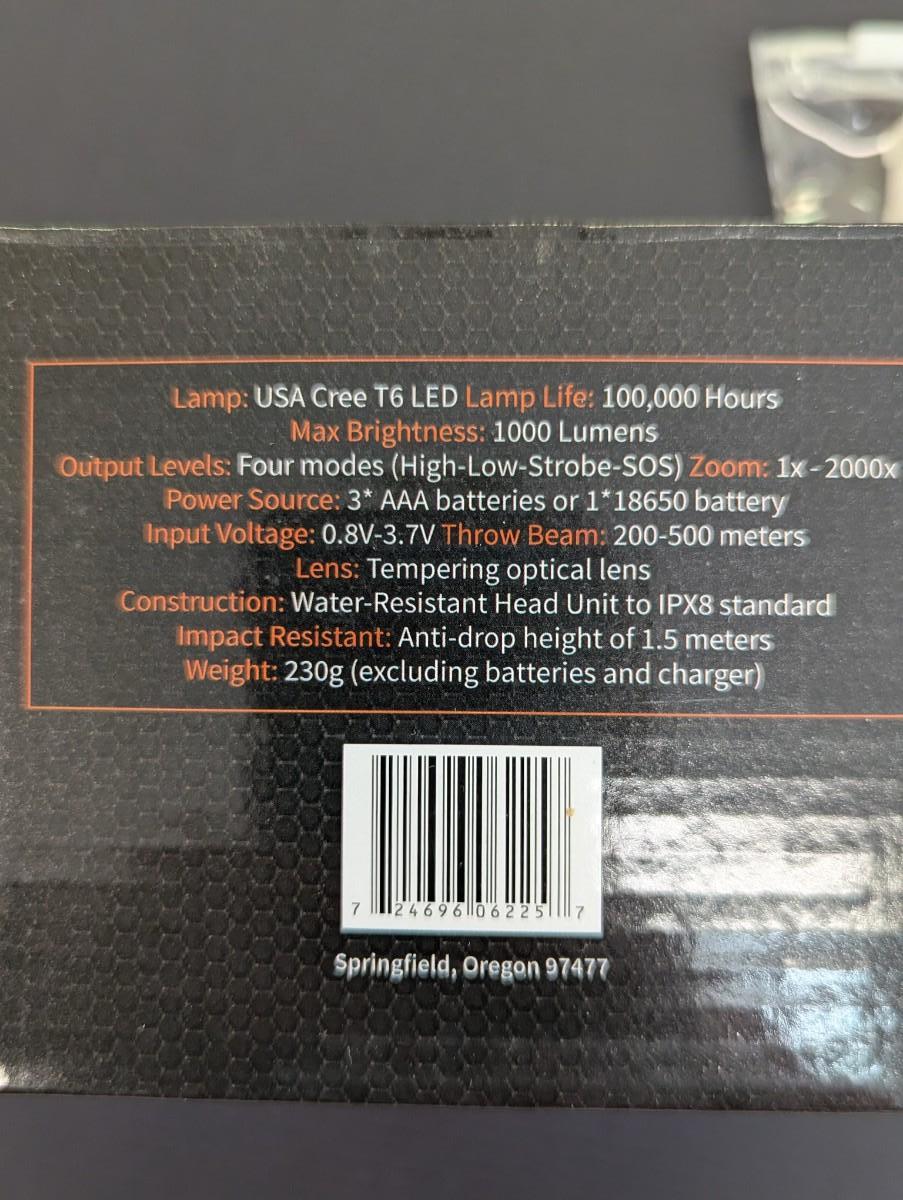 Lamp: USA Cree T6 LED Lamp Life: 100,000 Hours
Max Brightness: 1000 Lumens
Output Levels: Four modes (High-Low-Strobe-SOS) Zoom: 1x - 2000x
Power Source: 3* AAA batteries or 1*18650 battery
Input Voltage: 0.8V-3.7V Throw Beam: 200-500 meters
Lens: Tempering optical lens
Construction: Water-Resistant Head Unit to IPX8 standard
Impact Resistant: Anti-drop height of 1.5 meters
Weight: 230g (excluding batteries and charger)
7 24696 06225 7
Springfield, Oregon 97477